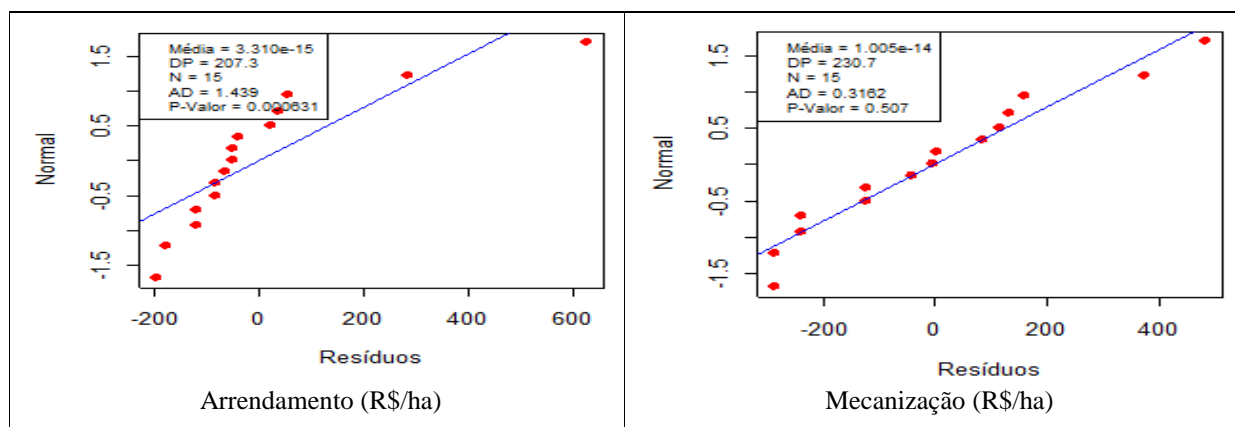 Média = 3.310e-15
DP = 207.3
N = 15
AD = 1.439
P-Valor = 0.000631
Normal
1.5
0.5
-0.5
-1.5
-200
0
200
400
600
Resíduos
Arrendamento (R$/ha)
Média = 1.005e-14
DP = 230.7
N = 15
AD = 0.3162
P-Valor = 0.507
Normal
1.5
0.5
-0.5
-1.5
-200
0
200
400
Resíduos
Mecanização (R$/ha)